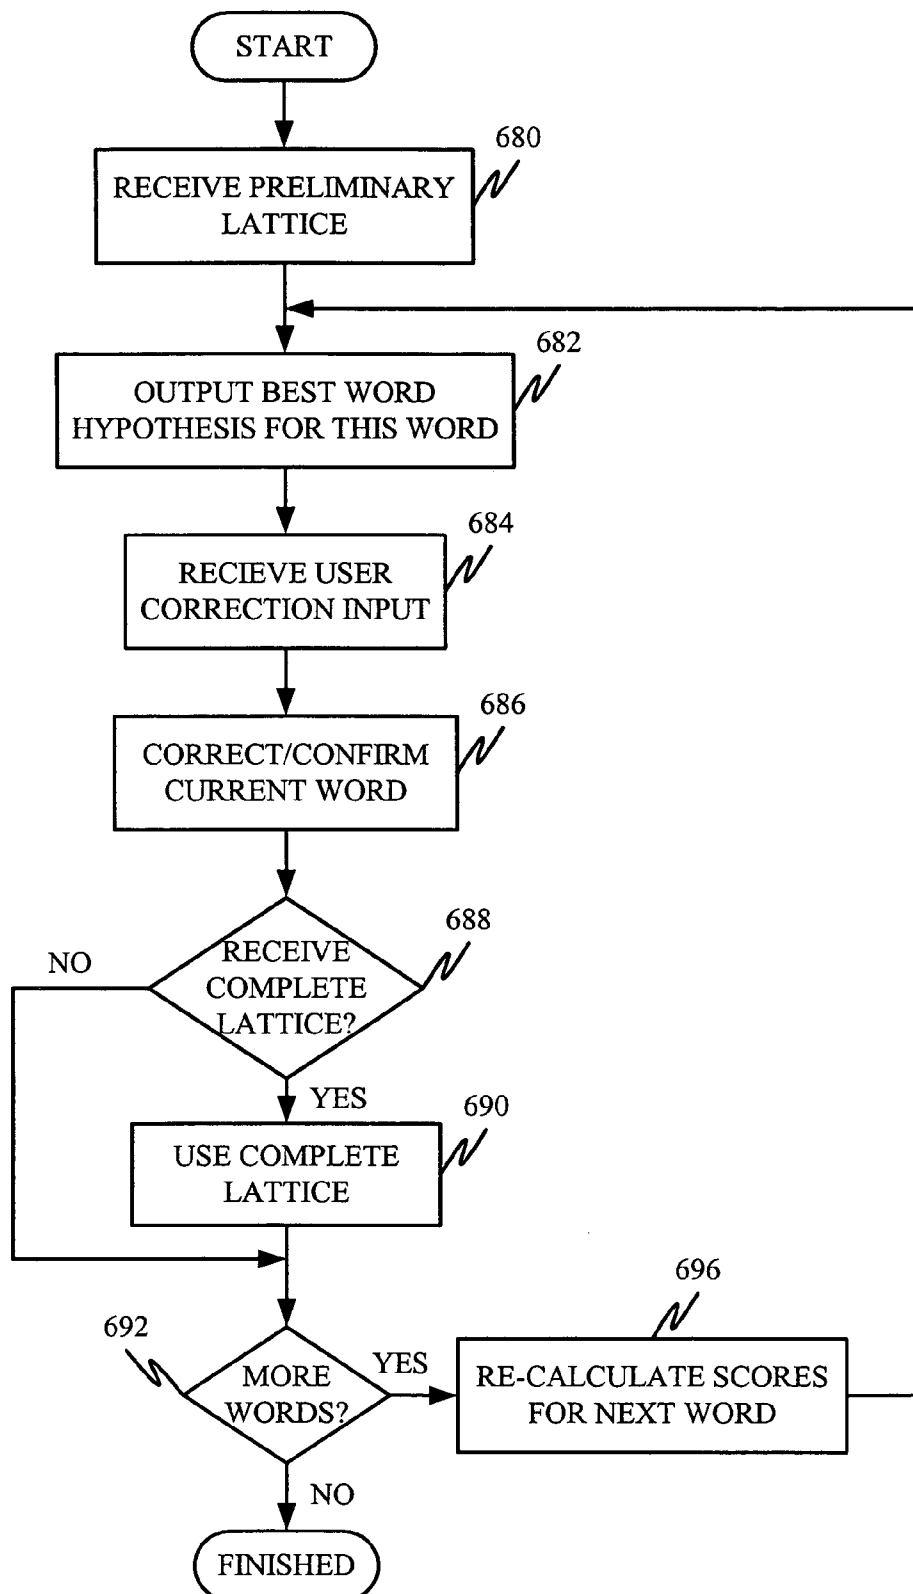 START
680
RECEIVE PRELIMINARY
LATTICE
682
OUTPUT BEST WORD
HYPOTHESIS FOR THIS WORD
684
RECIEVE USER
CORRECTION INPUT
686
CORRECT/CONFIRM
CURRENT WORD
688
RECEIVE
COMPLETE
LATTICE?
NO
YES
690
USE COMPLETE
LATTICE
692
MORE
WORDS?
YES
696
RE-CALCULATE SCORES
FOR NEXT WORD
NO
FINISHED